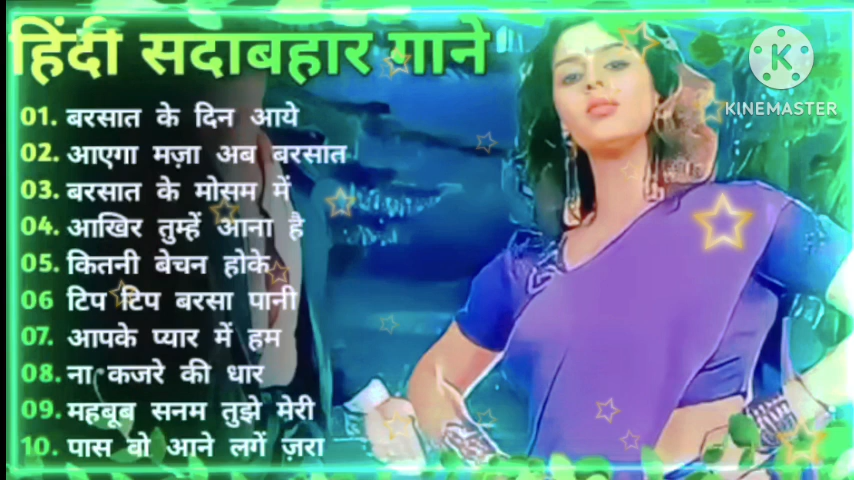 हिंदी सदाबहार गाने
KINEMASTER
01. बरसात के दिन आये
02. आएगा मज़ा अब बरसात
03. बरसात के मोसम में
04. आखिर तुम्हें आना है
05. कितनी बेचन होके
06 टिप टिप बरसा पानी
07. आपके प्यार में हम
08. ना कजरे की धार
09. महबूब सनम तुझे मेरी
10. पास वो आने लगें ज़रा